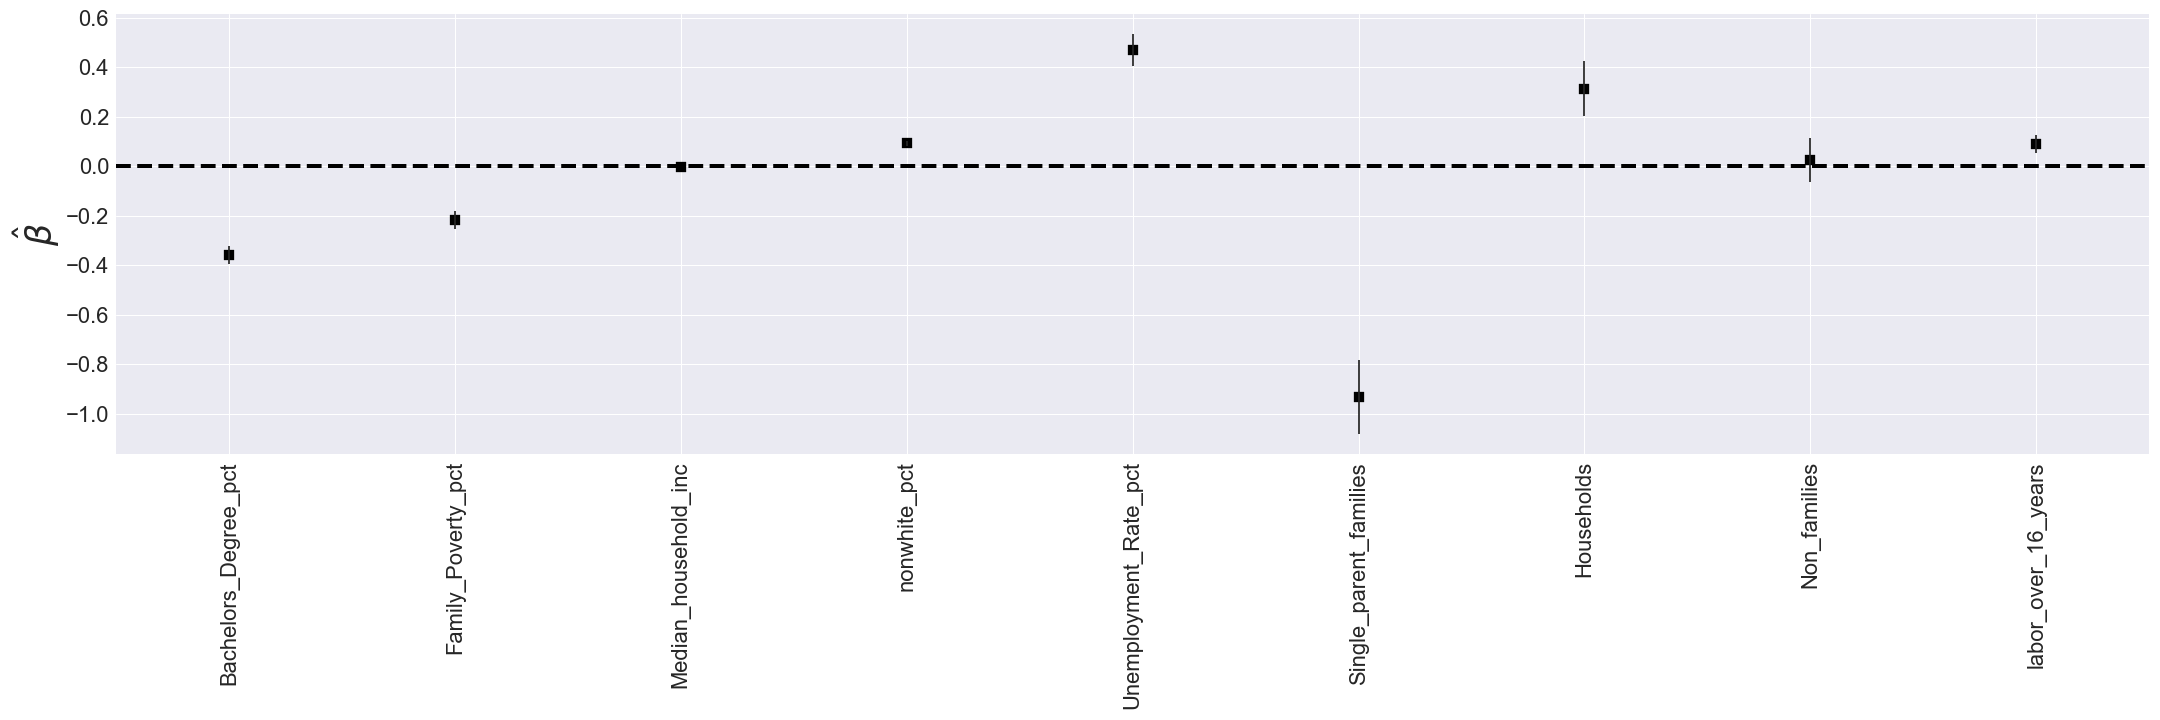 0.6
0.4
0.2
0.0
−0.2
−0.4
−0.6
−0.8
−1.0
β̂
Bachelors_Degree_pct
Family_Poverty_pct
Median_household_inc
nonwhite_pct
Unemployment_Rate_pct
Single_parent_families
Households
Non_families
labor_over_16_years